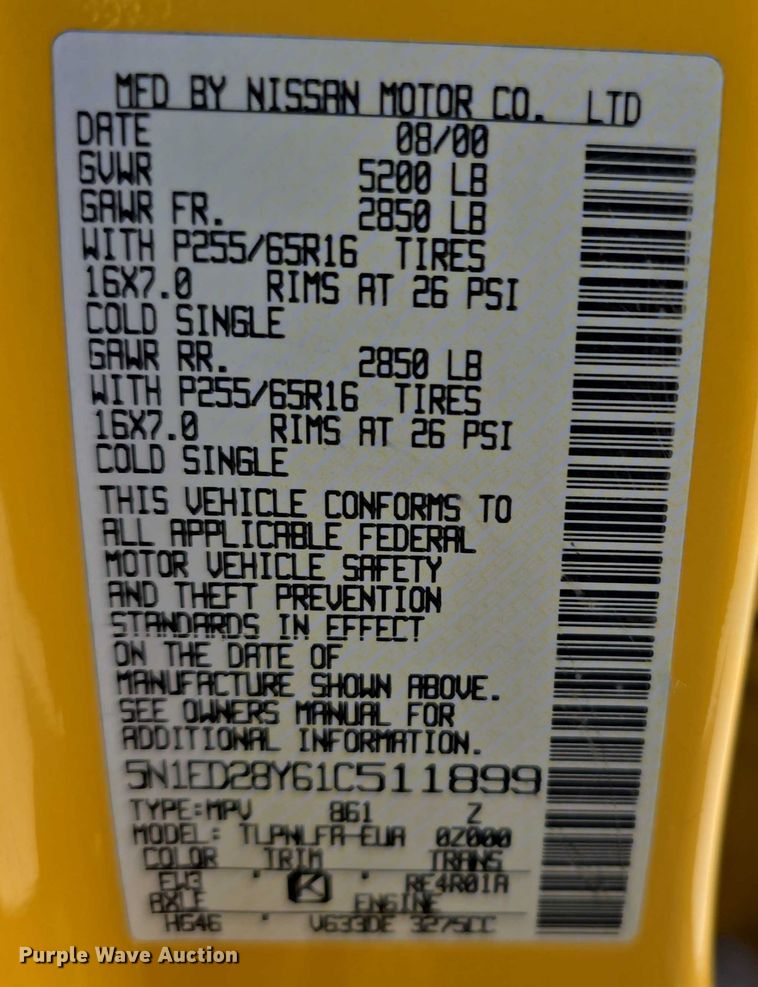 MFD BY NISSAN MOTOR CO. LTD
DATE 08/00
GVWR 5200 LB
GAWR FR. 2850 LB
WITH P255/65R16 TIRES
16X7.0 RIMS AT 26 PSI
COLD SINGLE
GAWR RR. 2850 LB
WITH P255/65R16 TIRES
16X7.0 RIMS AT 26 PSI
COLD SINGLE
THIS VEHICLE CONFORMS TO
ALL APPLICABLE FEDERAL
MOTOR VEHICLE SAFETY
AND THEFT PREVENTION
STANDARDS IN EFFECT
ON THE DATE OF
MANUFACTURE SHOWN ABOVE.
SEE OWNERS MANUAL FOR
ADDITIONAL INFORMATION.
5N1ED28Y61C511899
TYPE:MPV 861 Z
MODEL: TLPNLFA-EUA 0Z000
COLOR TRIM TRANS
EW3 K RE4R01A
AXLE ENGINE
HG46 V633DE 3275CC
Purple Wave Auction